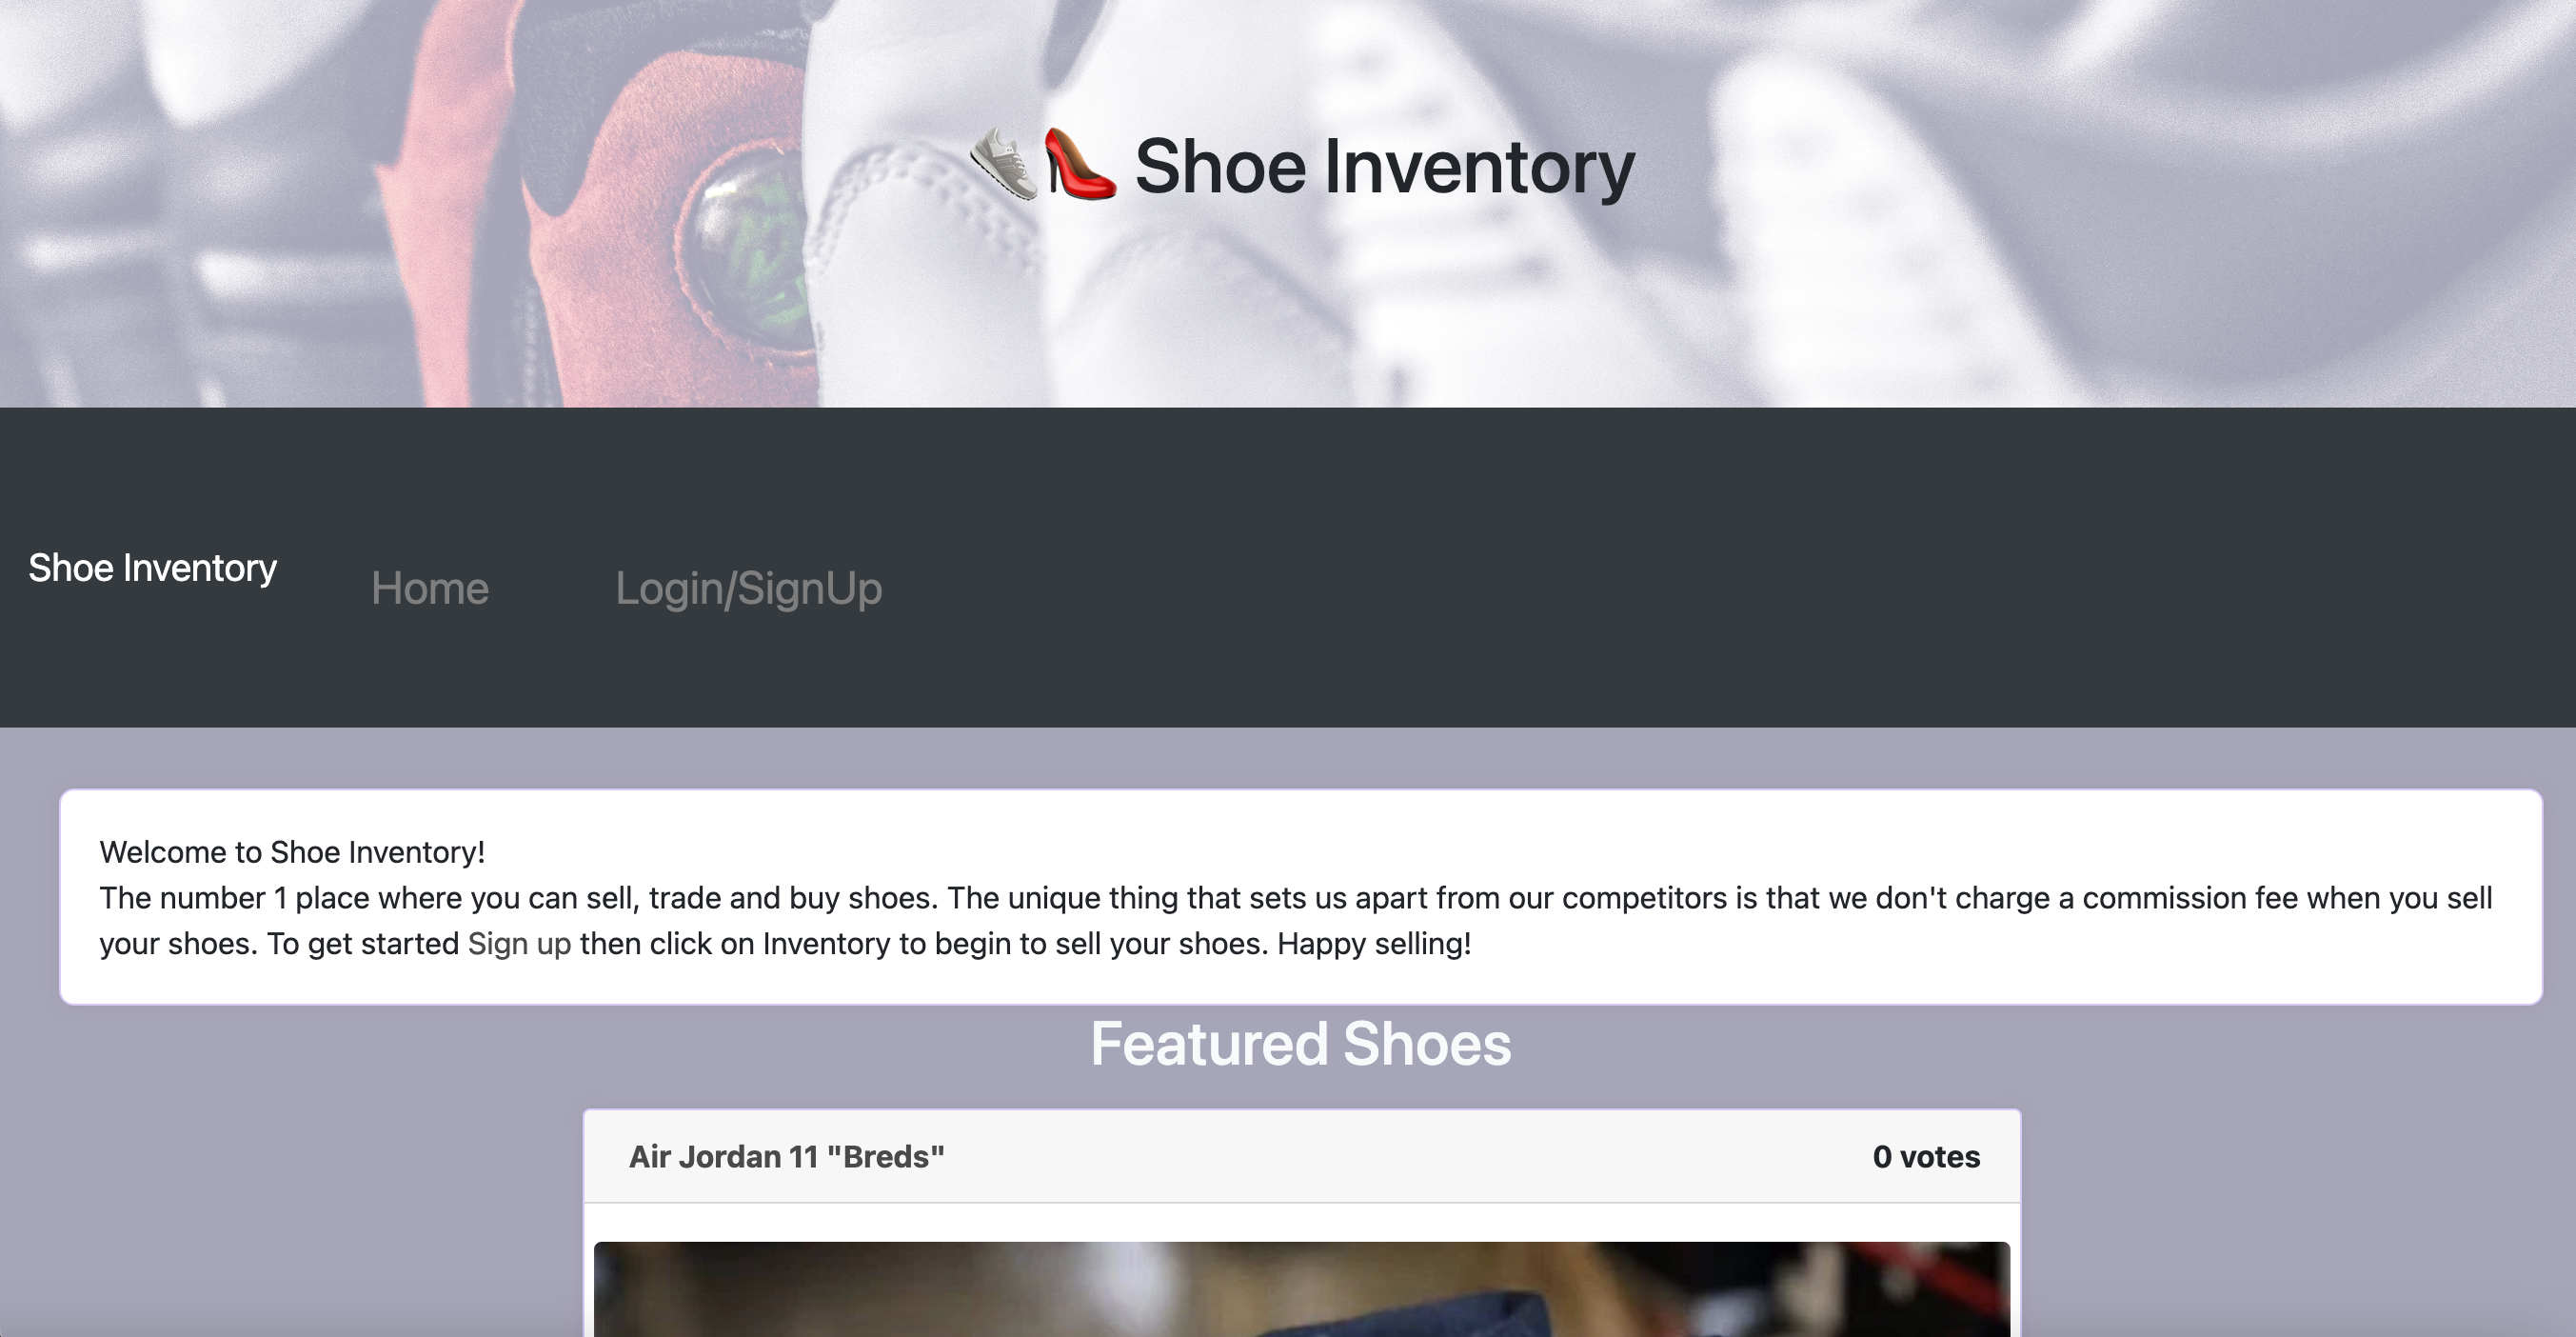 👟👠 Shoe Inventory
Shoe Inventory
Home
Login/SignUp
Welcome to Shoe Inventory!
The number 1 place where you can sell, trade and buy shoes. The unique thing that sets us apart from our competitors is that we don't charge a commission fee when you sell
your shoes. To get started Sign up then click on Inventory to begin to sell your shoes. Happy selling!
Featured Shoes
Air Jordan 11 "Breds"
0 votes